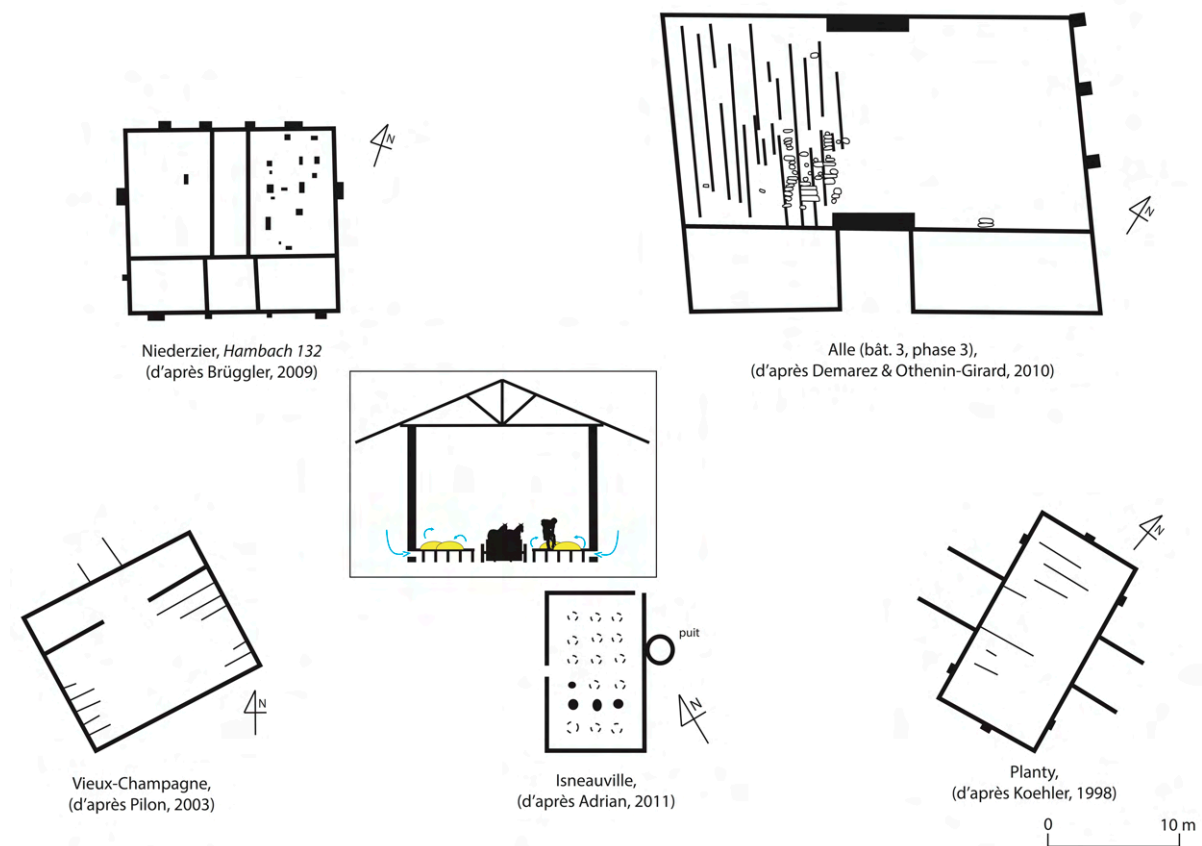 N
N
Niederzier, Hambach 132
(d'après Brüggler, 2009)
Alle (bât. 3, phase 3),
(d'après Demarez & Othenin-Girard, 2010)
N
puit
N
N
Vieux-Champagne,
(d'après Pilon, 2003)
Isneauville,
(d'après Adrian, 2011)
Planty,
(d'après Koehler, 1998)
0 10 m